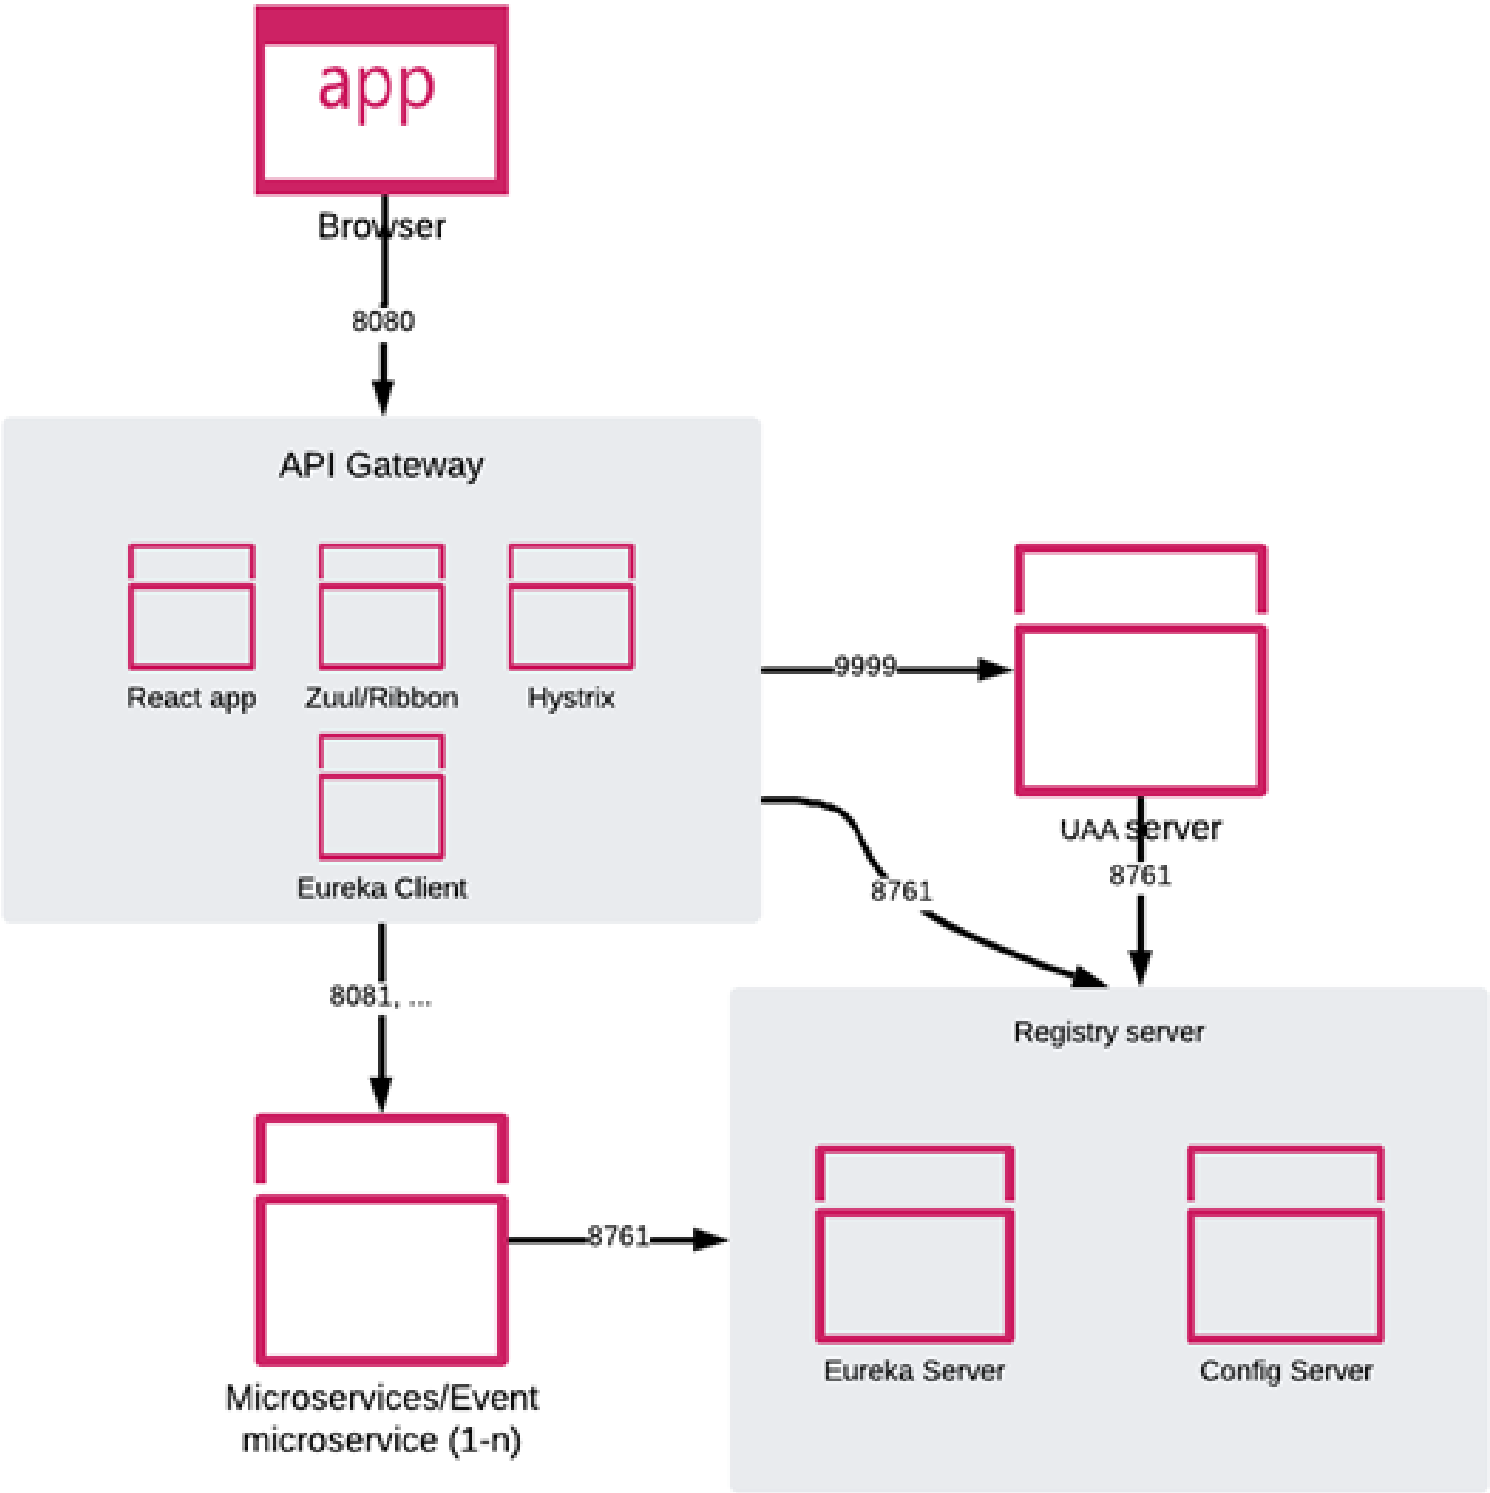 app
Browser
8080
API Gateway
React app
Zuul/Ribbon
Hystrix
Eureka Client
9999
UAA server
8761
8761
8081, ...
Registry server
8761
Eureka Server
Config Server
Microservices/Event
microservice (1-n)